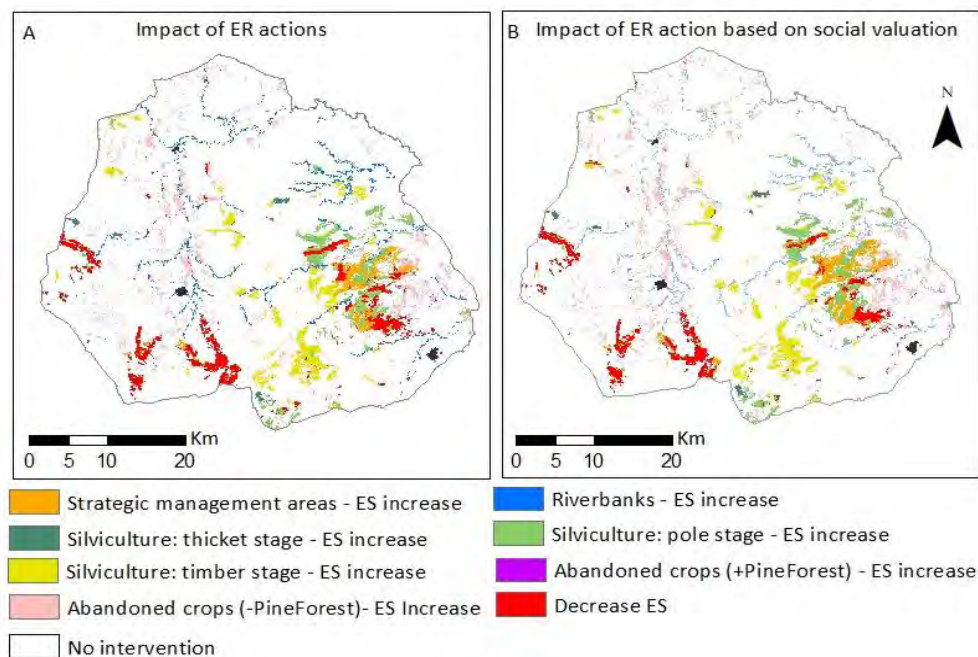 A Impact of ER actions
B Impact of ER action based on social valuation
N
Km
0 5 10 20
Km
0 5 10 20
Strategic management areas - ES increase
Riverbanks - ES increase
Silviculture: thicket stage - ES increase
Silviculture: pole stage - ES increase
Silviculture: timber stage - ES increase
Abandoned crops (+PineForest) - ES increase
Abandoned crops (-PineForest)- ES Increase
Decrease ES
No intervention